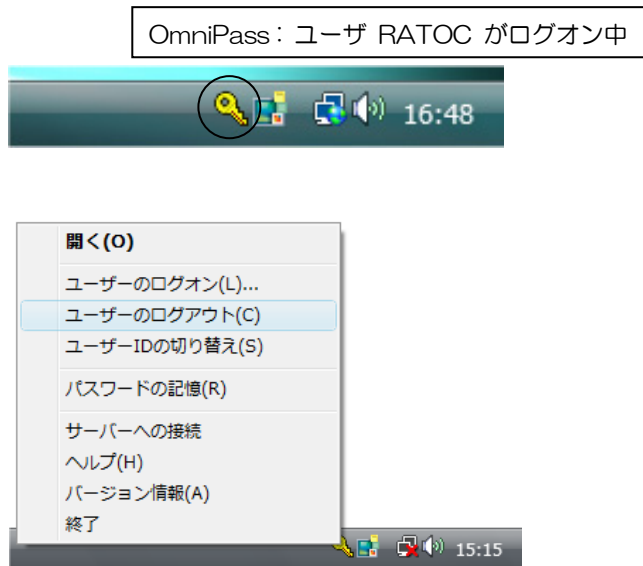 OmniPass：ユーザ RATOC がログオン中
16:48
開く(O)
ユーザーのログオン(L)...
ユーザーのログアウト(C)
ユーザーIDの切り替え(S)
パスワードの記憶(R)
サーバーへの接続
ヘルプ(H)
バージョン情報(A)
終了
15:15